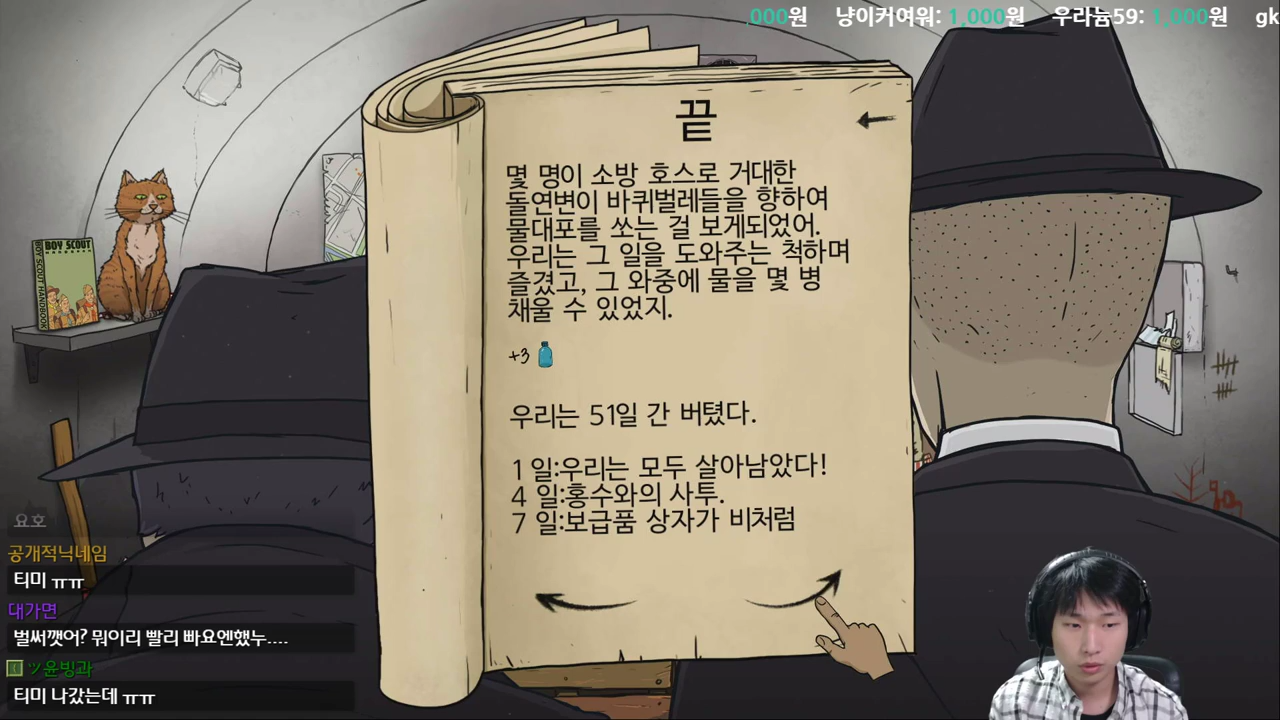 000원 냥이커여워: 1,000원 우라늄59: 1,000원 gk
BOY SCOUT
BOY SCOUT HANDBOOK
끝
몇 명이 소방 호스로 거대한
돌연변이 바퀴벌레들을 향하여
물대포를 쏘는 걸 보게되었어.
우리는 그 일을 도와주는 척하며
즐겼고, 그 와중에 물을 몇 병
채울 수 있었지.
+3
우리는 51일 간 버텼다.
1 일:우리는 모두 살아남았다!
4 일:홍수와의 사투.
7 일:보급품 상자가 비처럼
요호
공개적닉네임
티미 ㅠㅠ
대가면
벌써깻어? 뭐이리 빨리 빠요엔했누....
ツ윤빙과
티미 나갔는데 ㅠㅠ